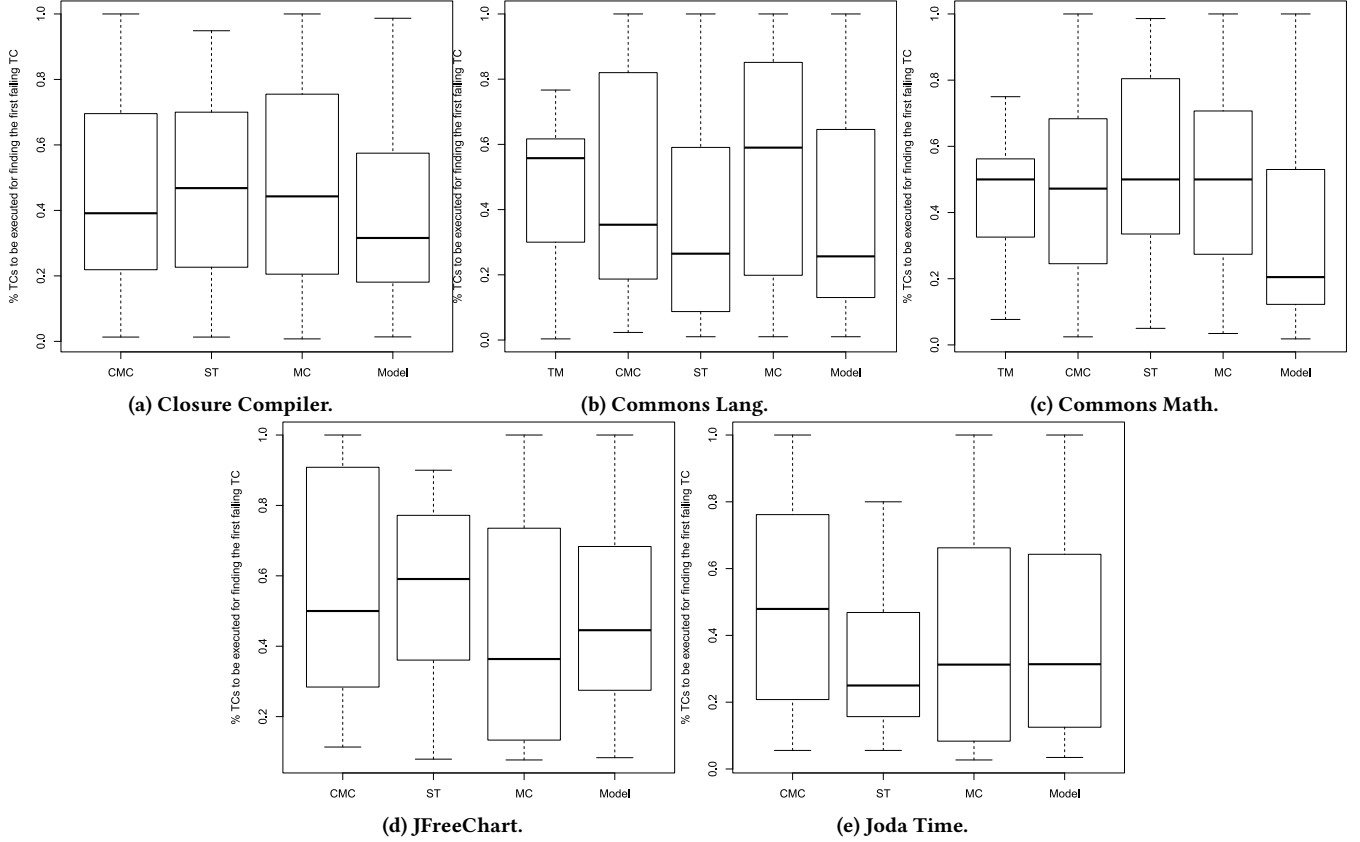 % TCs to be executed for finding the first failing TC
1.0
0.8
0.6
0.4
0.2
0.0
CMC ST MC Model
(a) Closure Compiler.
% TCs to be executed for finding the first failing TC
1.0
0.8
0.6
0.4
0.2
0.0
TM CMC ST MC Model
(b) Commons Lang.
% TCs to be executed for finding the first failing TC
1.0
0.8
0.6
0.4
0.2
0.0
TM CMC ST MC Model
(c) Commons Math.
% TCs to be executed for finding the first failing TC
1.0
0.8
0.6
0.4
0.2
CMC ST MC Model
(d) JFreeChart.
% TCs to be executed for finding the first failing TC
1.0
0.8
0.6
0.4
0.2
0.0
CMC ST MC Model
(e) Joda Time.